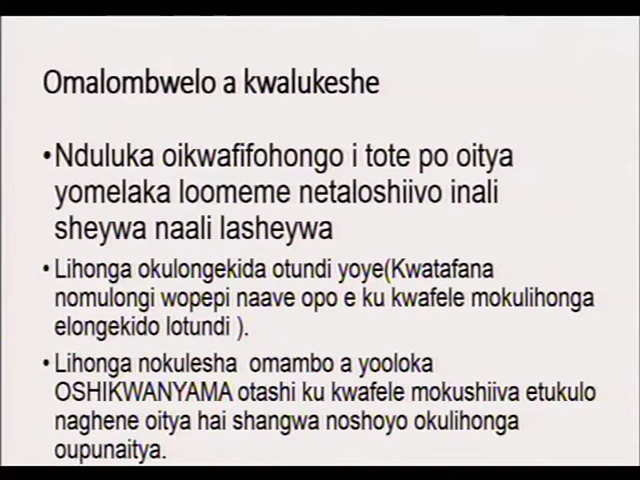 Omalombwelo a kwalukeshe
•Nduluka oikwafifohongo i tote po oitya
yomelaka loomeme netaloshiivo inali
sheywa naali lasheywa
• Lihonga okulongekida otundi yoye(Kwatafana
nomulongi wopepi naave opo e ku kwafele mokulihonga
elongekido lotundi ).
• Lihonga nokulesha omambo a yooloka
OSHIKWANYAMA otashi ku kwafele mokushiiva etukulo
naghene oitya hai shangwa noshoyo okulihonga
oupunaitya.